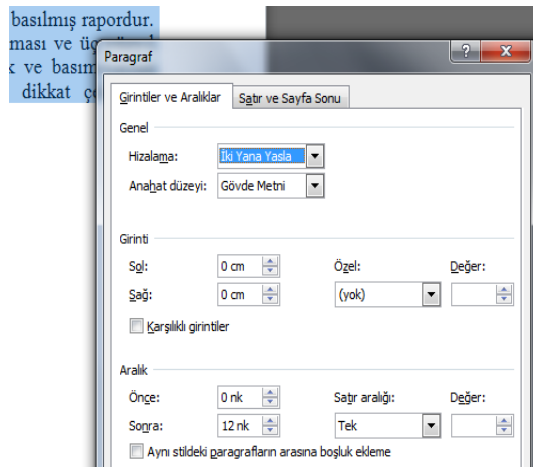 basılmış rapordur.
ması ve
ve basım
dikkat
Paragraf
?
X
Girintiler ve Aralıklar
Satır ve Sayfa Sonu
Genel
Hizalama: İki Yana Yasla
Anahat düzeyi: Gövde Metni
Girinti
Sol: 0 cm Özel: Değer:
Sağ: 0 cm (yok)
Karşılıklı girintiler
Aralık
Önce: 0 nk Satır aralığı: Değer:
Sonra: 12 nk Tek
Aynı stildeki paragrafların arasına boşluk ekleme